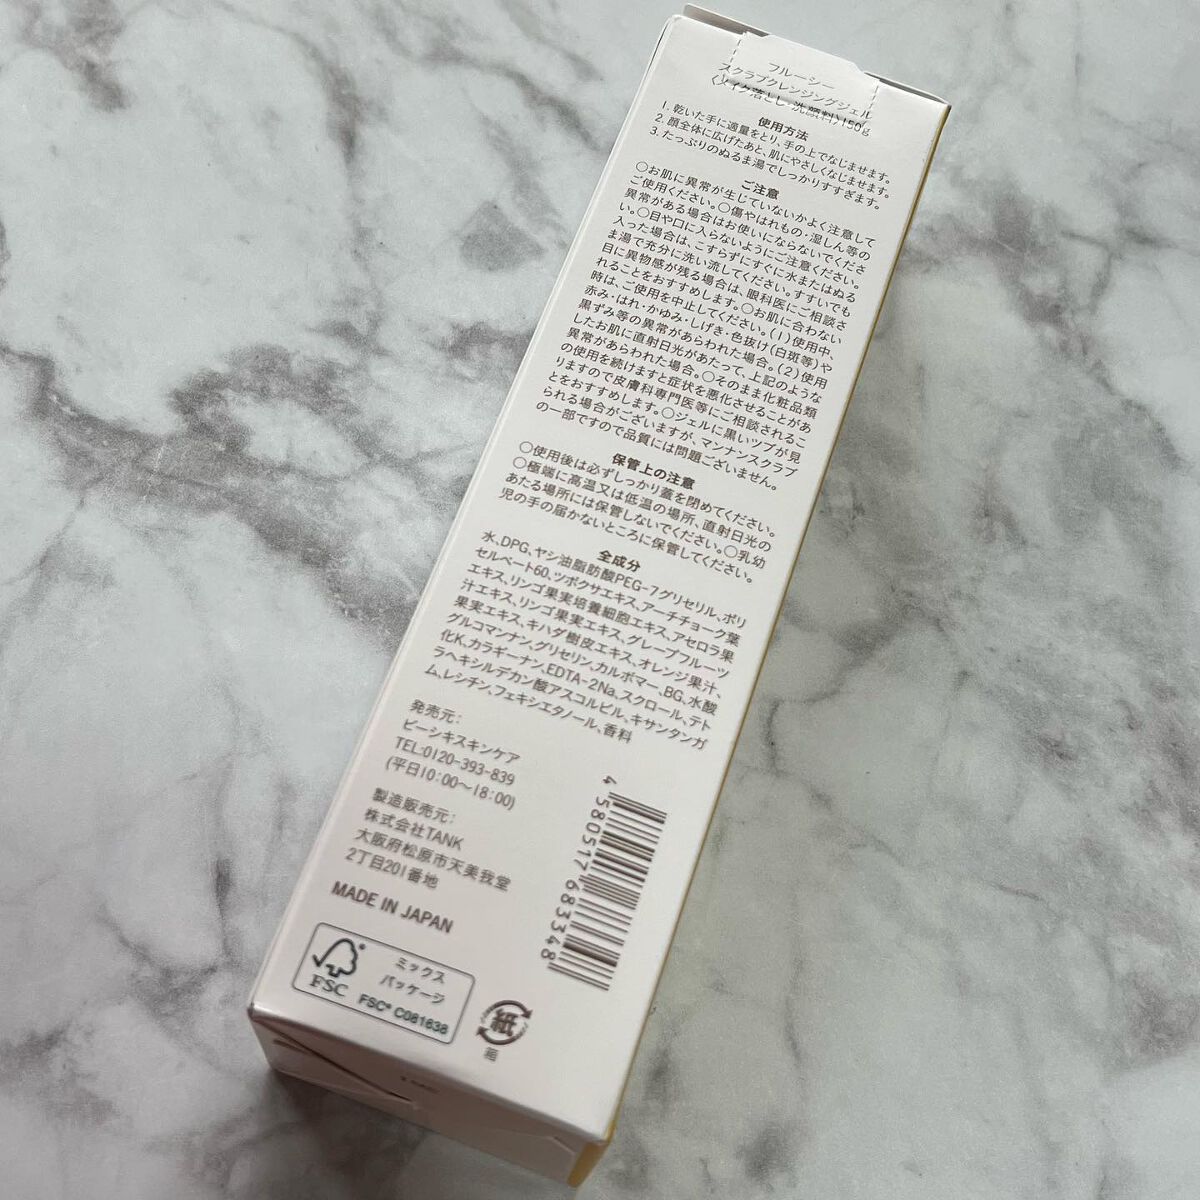 フルーシー
スクラブクレンジングジェル
〈メイク落とし・洗顔料〉150g
使用方法
1. 乾いた手に適量をとり、手の上でなじませます。
2. 顔全体に広げたあと、肌にやさしくなじませます。
3. たっぷりのぬるま湯でしっかりすすぎます。
ご注意
○お肌に異常が生じていないかよく注意して
ご使用ください。○傷やはれもの・湿しん等の
異常がある場合はお使いにならないでくださ
い。○目や口に入らないようにご注意ください。
入った場合は、こすらずにすぐに水またはぬる
ま湯で充分に洗い流してください。すすいでも
目に異物感が残る場合は、眼科医にご相談さ
れることをおすすめします。○お肌に合わない
時は、ご使用を中止してください。(1)使用中、
赤み・はれ・かゆみ・しげき・色抜け(白斑等)や
黒ずみ等の異常があらわれた場合。(2)使用
したお肌に直射日光があたって、上記のような
異常があらわれた場合。○そのまま化粧品類
の使用を続けますと症状を悪化させることがあ
りますので皮膚科専門医等にご相談されるこ
とをおすすめします。○ジェルに黒いツブが見
られる場合がございますが、マンナンスクラブ
の一部ですので品質には問題ございません。
保管上の注意
○使用後は必ずしっかり蓋を閉めてください。
○極端に高温又は低温の場所、直射日光の
あたる場所には保管しないでください。○乳幼
児の手の届かないところに保管してください。
全成分
水、DPG、ヤシ油脂肪酸PEG-7グリセリル、ポリ
セルベート60、ツボクサエキス、アーチチョーク葉
エキス、リンゴ果実培養細胞エキス、アセロラ果
汁エキス、リンゴ果実エキス、グレープフルーツ
果実エキス、キハダ樹皮エキス、オレンジ果汁、
グルコマンナン、グリセリン、カルボマー、BG、水酸
化K、カラギーナン、EDTA-2Na、スクロール、テト
ラヘキシルデカン酸アスコルビル、キサンタンガ
ム、レシチン、フェキシエタノール、香料
発売元:
ビーシキスキンケア
TEL:0120-393-839
(平日10:00〜18:00)
製造販売元:
株式会社TANK
大阪府松原市天美我堂
2丁目201番地
MADE IN JAPAN
4 580517 683348
FSC
ミックス
パッケージ
FSC® C081638
紙
箱